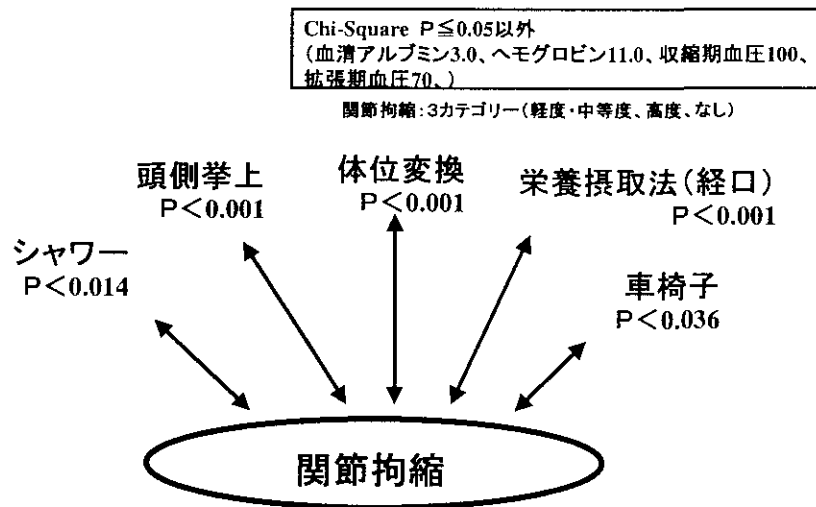 Chi-Square P≦0.05以外
(血清アルブミン3.0、ヘモグロビン11.0、収縮期血圧100、
拡張期血圧70、)
関節拘縮:3カテゴリー(軽度・中等度、高度、なし)
頭側挙上
P<0.001
体位変換
P<0.001
栄養摂取法(経口)
P<0.001
シャワー
P<0.014
車椅子
P<0.036
関節拘縮